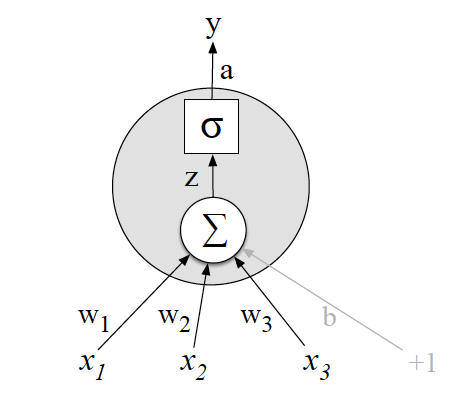 y
a
σ
z
∑
w₁ w₂ w₃ b
x₁ x₂ x₃ +1